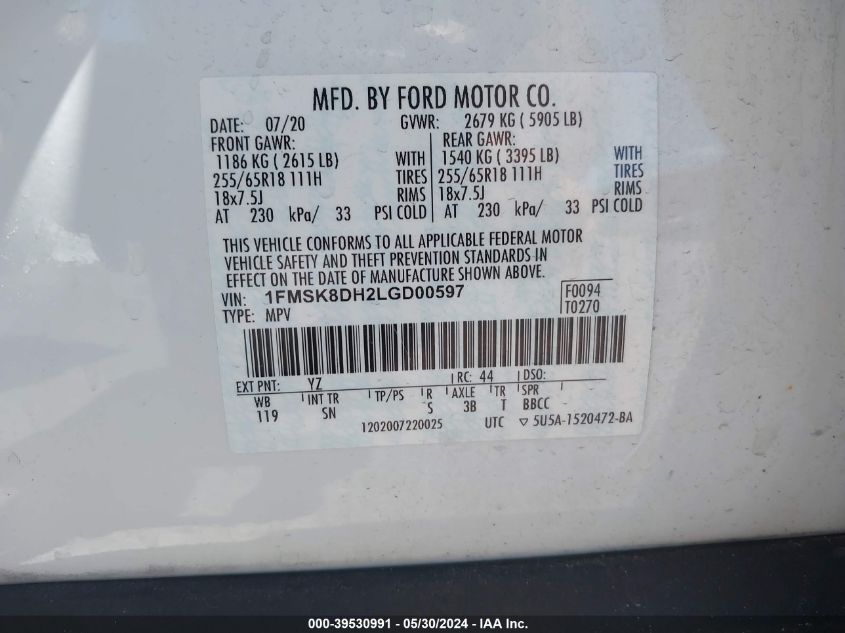 MFD. BY FORD MOTOR CO.
DATE: 07/20 GVWR: 2679 KG ( 5905 LB)
FRONT GAWR: REAR GAWR:
1186 KG ( 2615 LB) WITH 1540 KG ( 3395 LB) WITH
255/65R18 111H TIRES 255/65R18 111H TIRES
18x7.5J RIMS 18x7.5J RIMS
AT 230 kPa/ 33 PSI COLD AT 230 kPa/ 33 PSI COLD
THIS VEHICLE CONFORMS TO ALL APPLICABLE FEDERAL MOTOR
VEHICLE SAFETY AND THEFT PREVENTION STANDARDS IN
EFFECT ON THE DATE OF MANUFACTURE SHOWN ABOVE.
VIN: 1FMSK8DH2LGD00597 F0094
TYPE: MPV T0270
EXT PNT: YZ RC: 44 DSO:
WB INT TR TP/PS R AXLE TR SPR
119 SN S 3B T BBCC
1202007220025 UTC ▽ 5U5A-1520472-BA
000-39530991 - 05/30/2024 - IAA, Inc.